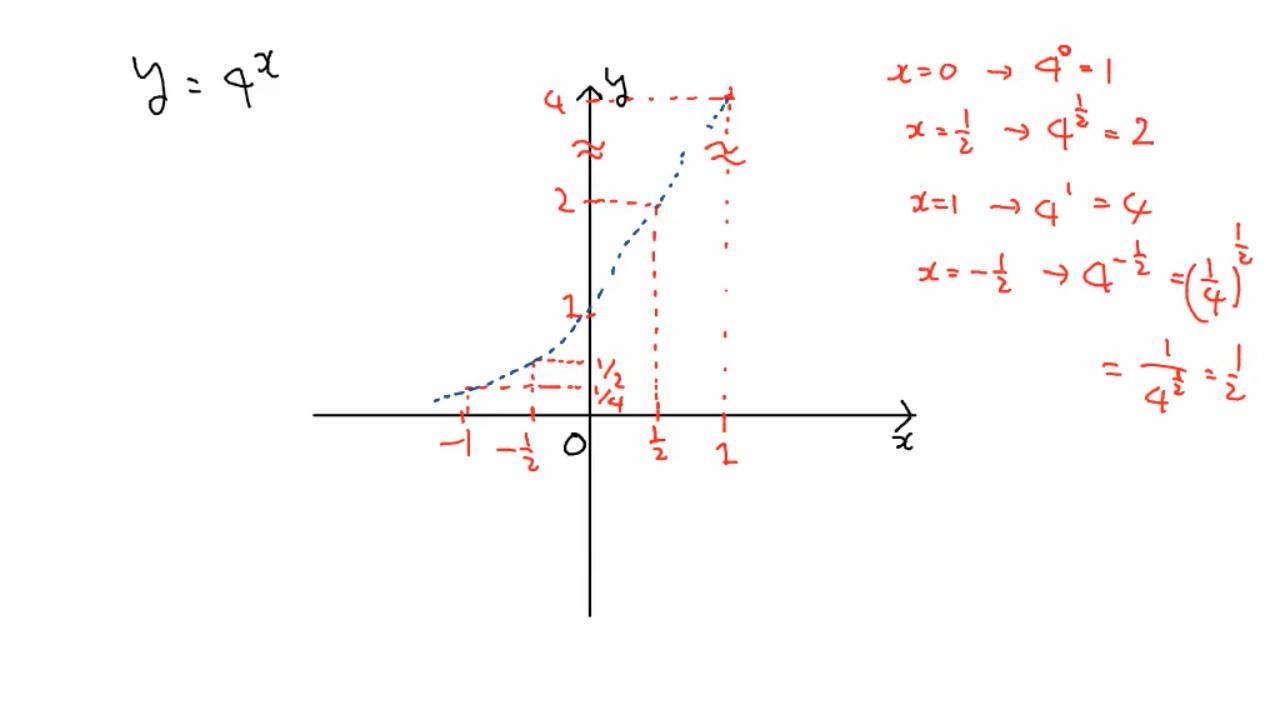 y = 4^x
x=0 → 4^0 = 1
x = 1/2 → 4^(1/2) = 2
x=1 → 4^1 = 4
x = -1/2 → 4^(-1/2) = (1/4)^(1/2)
= 1/4^(1/2) = 1/2
y
4
2
1
1/2
1/4
-1 -1/2 0 1/2 1 x